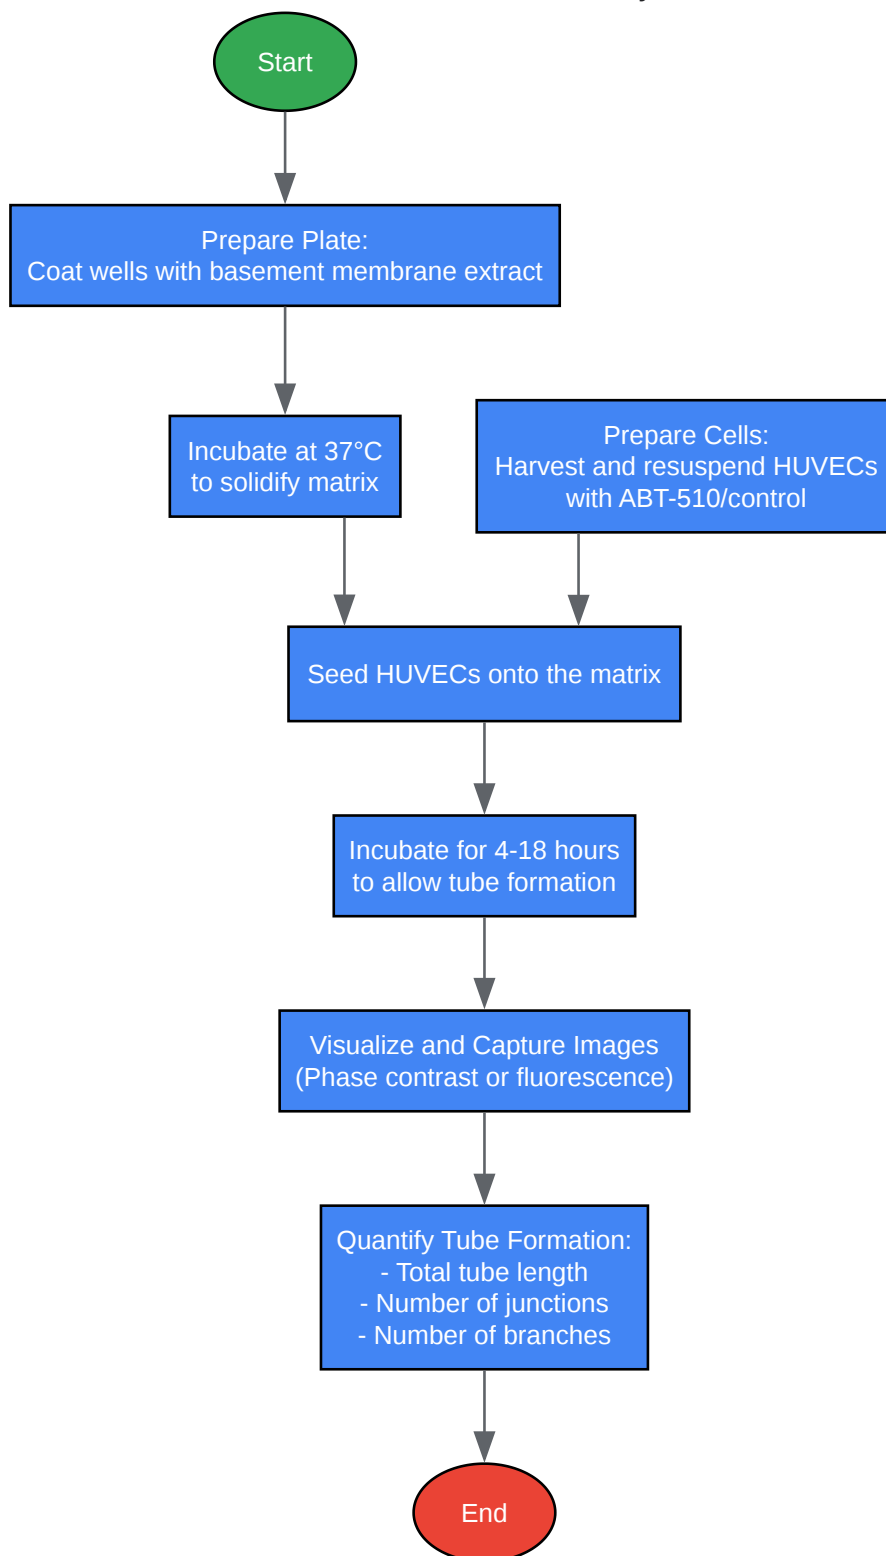 Start
Prepare Plate:
Coat wells with basement membrane extract
Incubate at 37°C
to solidify matrix
Prepare Cells:
Harvest and resuspend HUVECs
with ABT-510/control
Seed HUVECs onto the matrix
Incubate for 4-18 hours
to allow tube formation
Visualize and Capture Images
(Phase contrast or fluorescence)
Quantify Tube Formation:
- Total tube length
- Number of junctions
- Number of branches
End